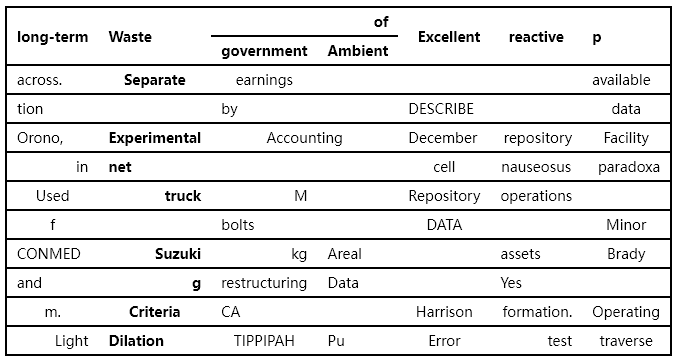 of
long-term Waste Excellent reactive p
government Ambient
across. Separate earnings available
tion by DESCRIBE data
Orono, Experimental Accounting December repository Facility
in net cell nauseosus paradoxa
Used truck M Repository operations
f bolts DATA Minor
CONMED Suzuki kg Areal assets Brady
and g restructuring Data Yes
m. Criteria CA Harrison formation. Operating
Light Dilation TIPPIPAH Pu Error test traverse